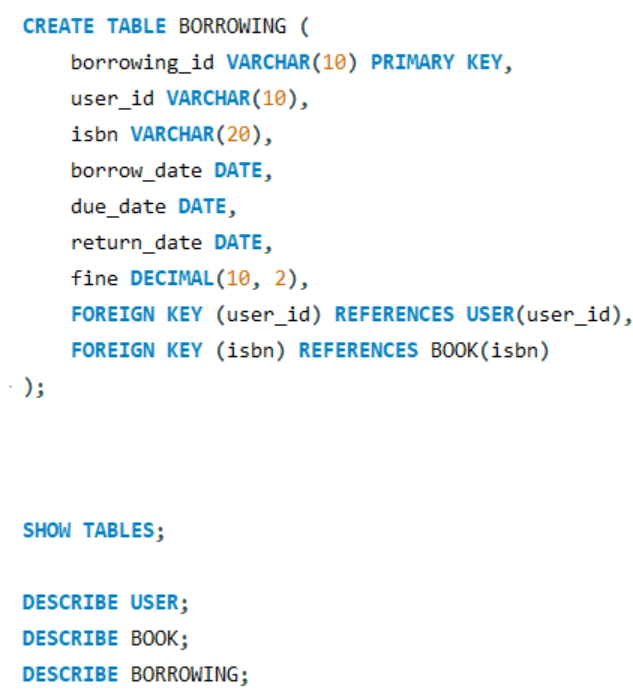 CREATE TABLE BORROWING (
    borrowing_id VARCHAR(10) PRIMARY KEY,
    user_id VARCHAR(10),
    isbn VARCHAR(20),
    borrow_date DATE,
    due_date DATE,
    return_date DATE,
    fine DECIMAL(10, 2),
    FOREIGN KEY (user_id) REFERENCES USER(user_id),
    FOREIGN KEY (isbn) REFERENCES BOOK(isbn)
);
SHOW TABLES;
DESCRIBE USER;
DESCRIBE BOOK;
DESCRIBE BORROWING;